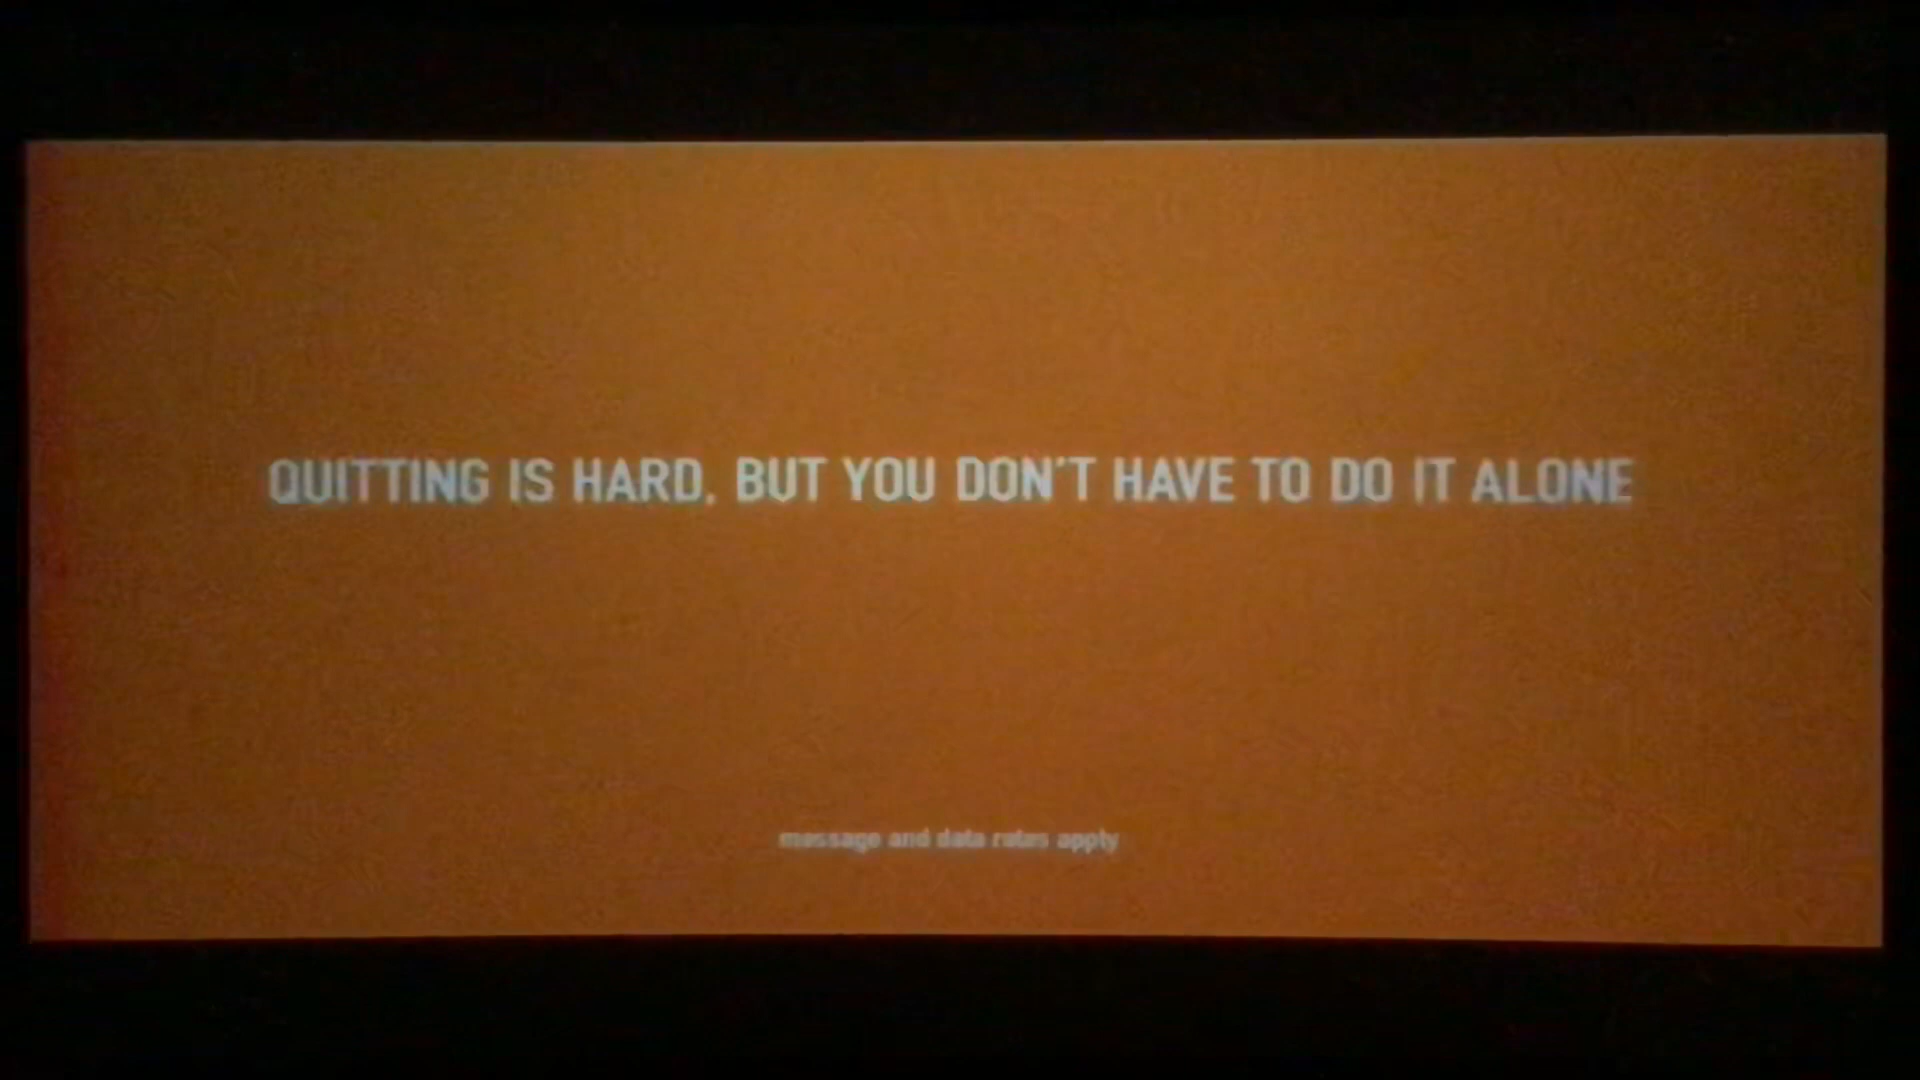 QUITTING IS HARD, BUT YOU DON'T HAVE TO DO IT ALONE
message and data rates apply